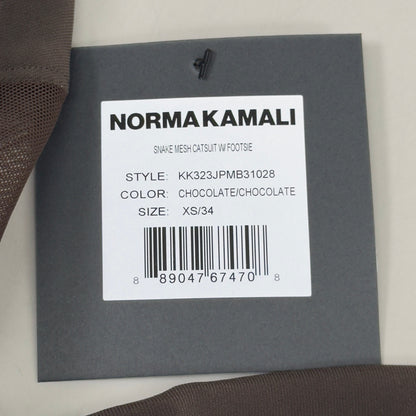 NORMA KAMALI
SNAKE MESH CATSUIT W/ FOOTSIE
STYLE: KK323JPMB31028
COLOR: CHOCOLATE/CHOCOLATE
SIZE: XS/34
8 89047 67470 8